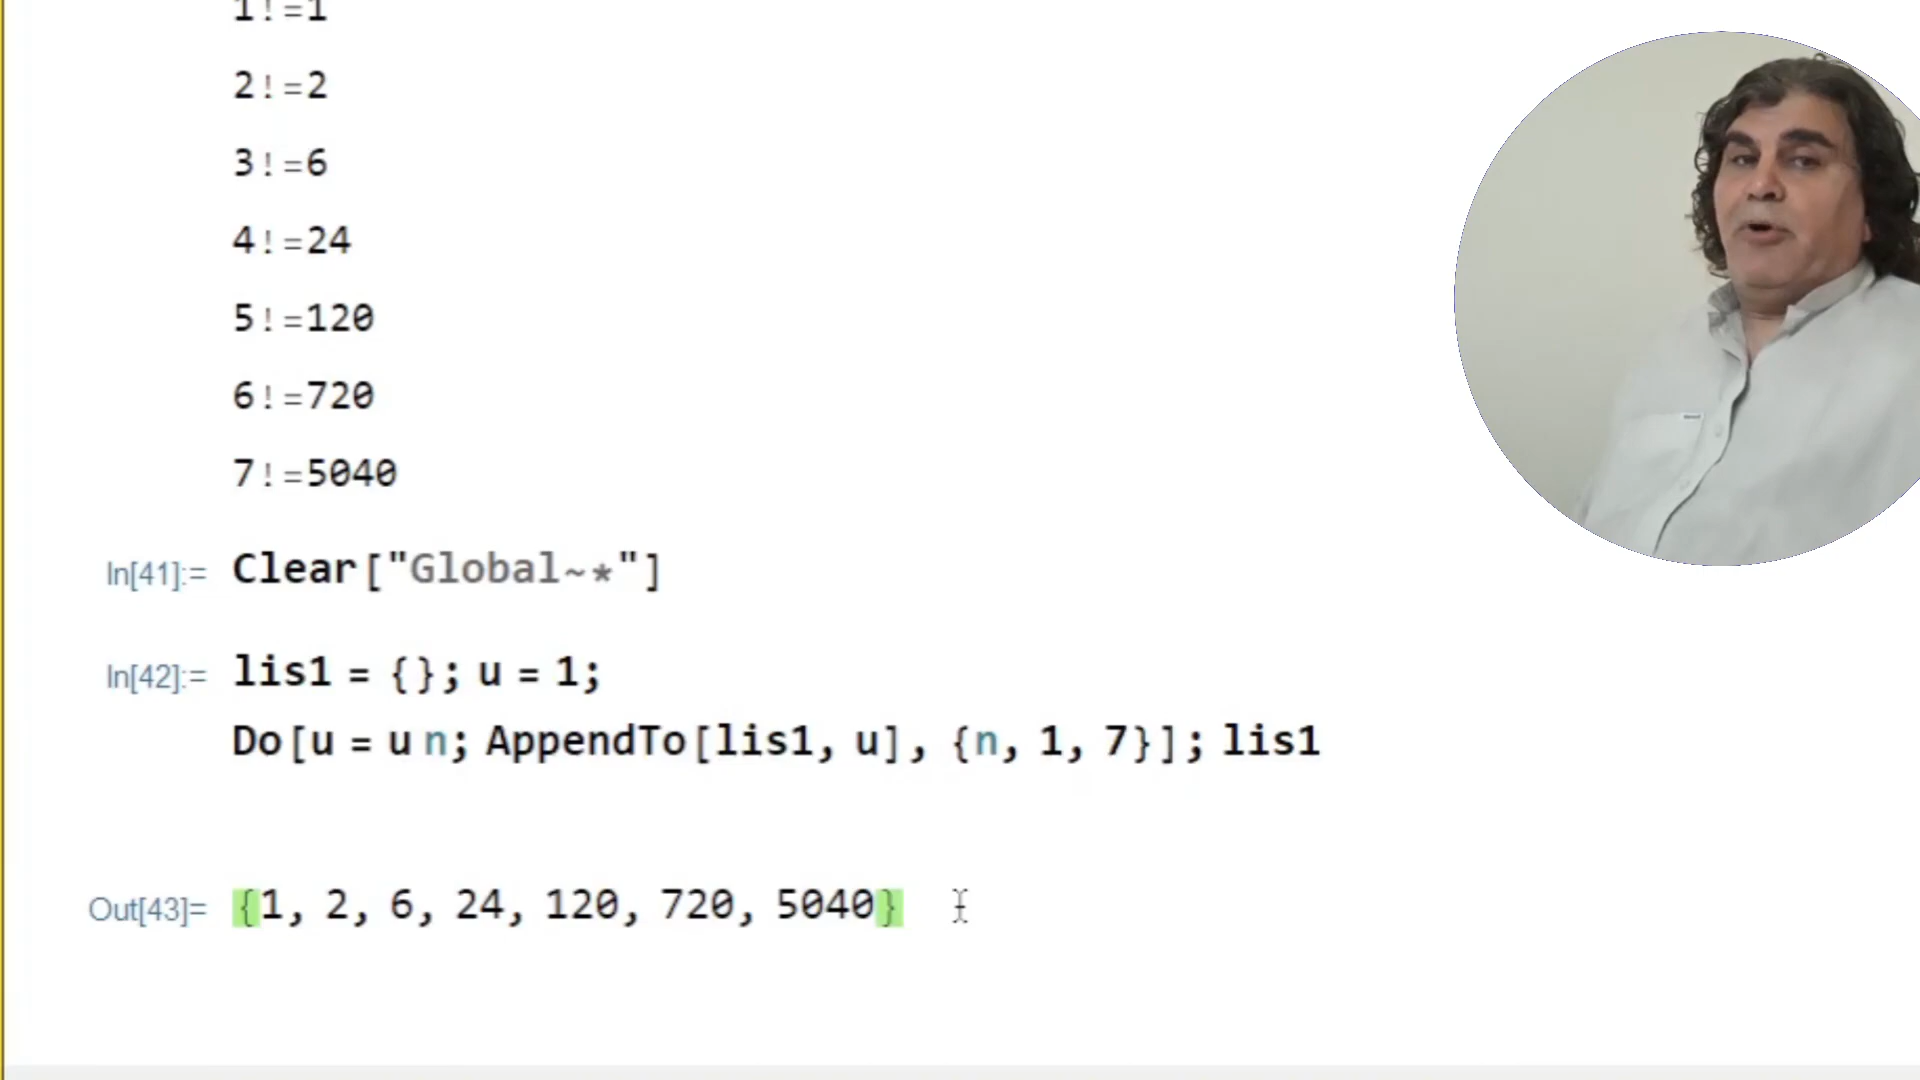 1!=1
2!=2
3!=6
4!=24
5!=120
6!=720
7!=5040
In[41]:= Clear["Global~*"]
In[42]:= lis1 = {}; u = 1;
Do[u = u n; AppendTo[lis1, u], {n, 1, 7}]; lis1
Out[43]= {1, 2, 6, 24, 120, 720, 5040}